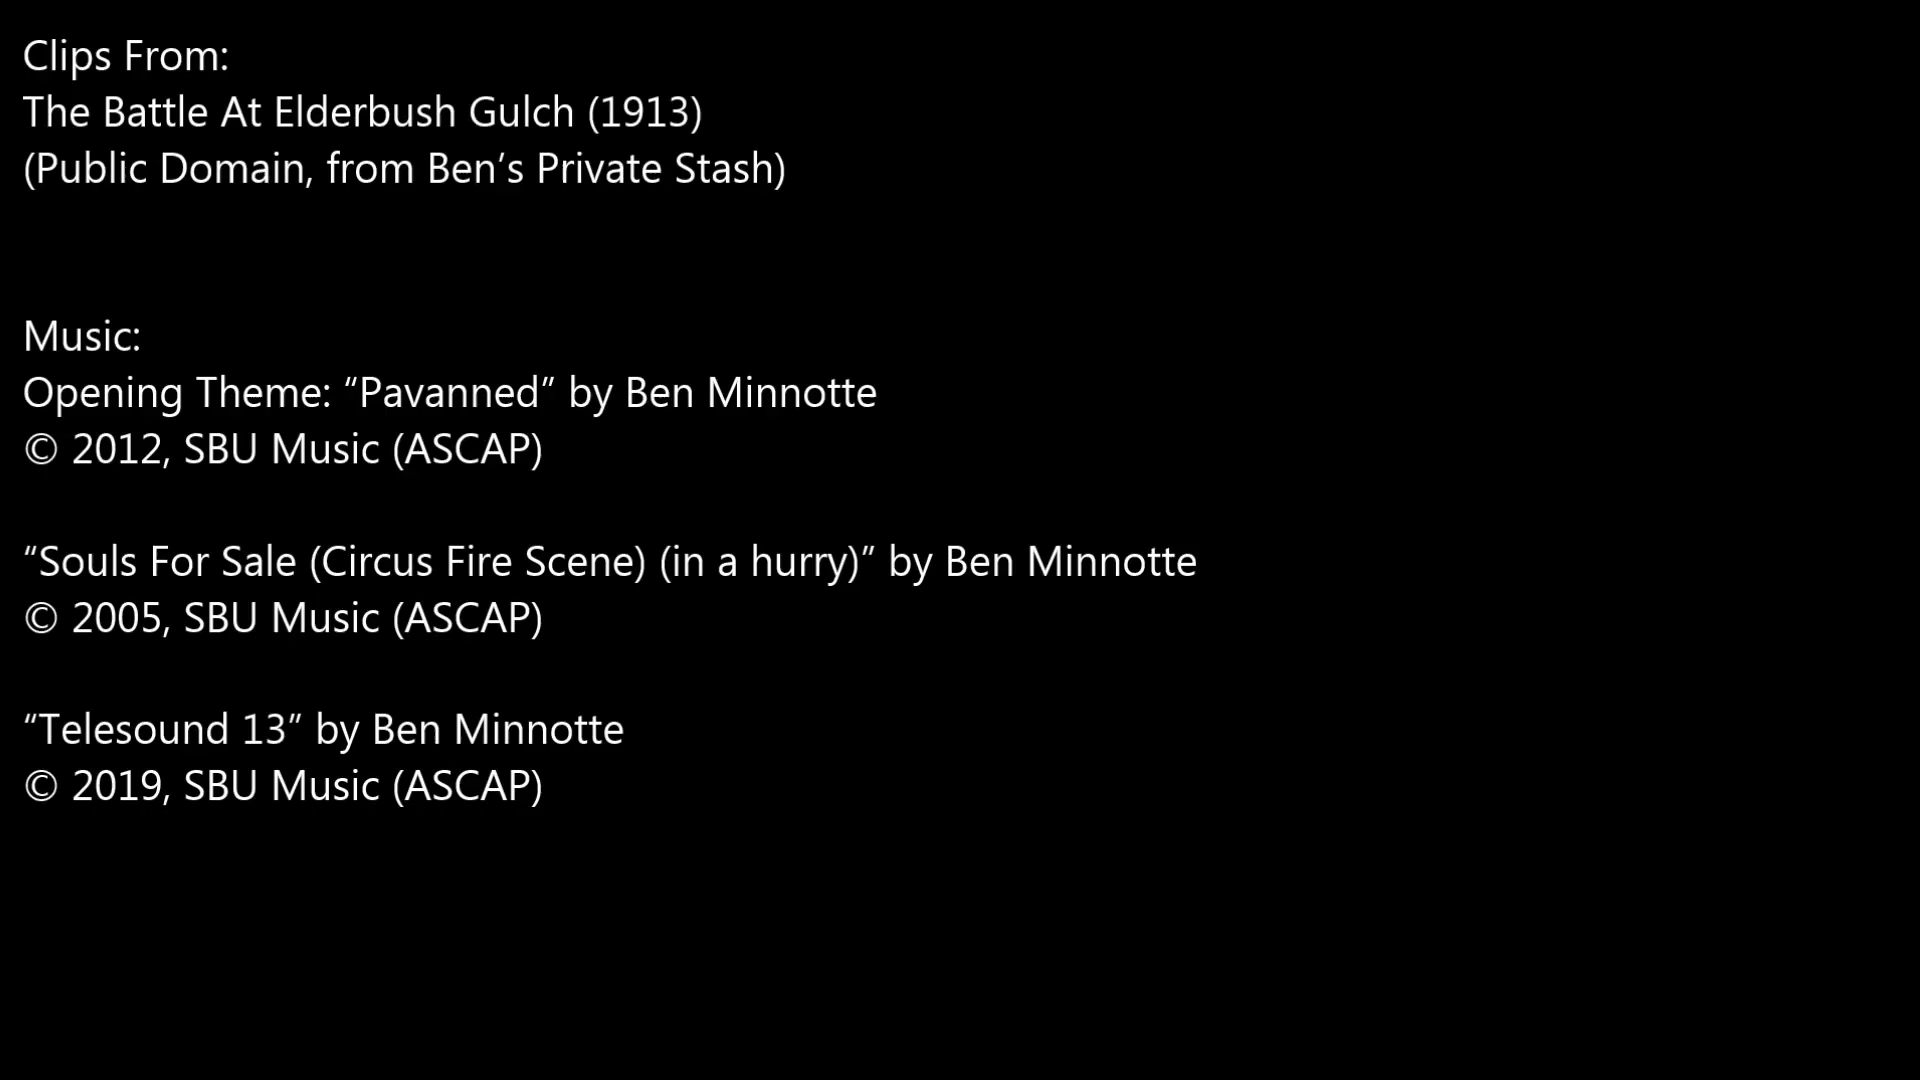 Clips From:
The Battle At Elderbush Gulch (1913)
(Public Domain, from Ben’s Private Stash)
Music:
Opening Theme: “Pavanned” by Ben Minnotte
© 2012, SBU Music (ASCAP)
“Souls For Sale (Circus Fire Scene) (in a hurry)” by Ben Minnotte
© 2005, SBU Music (ASCAP)
“Telesound 13” by Ben Minnotte
© 2019, SBU Music (ASCAP)